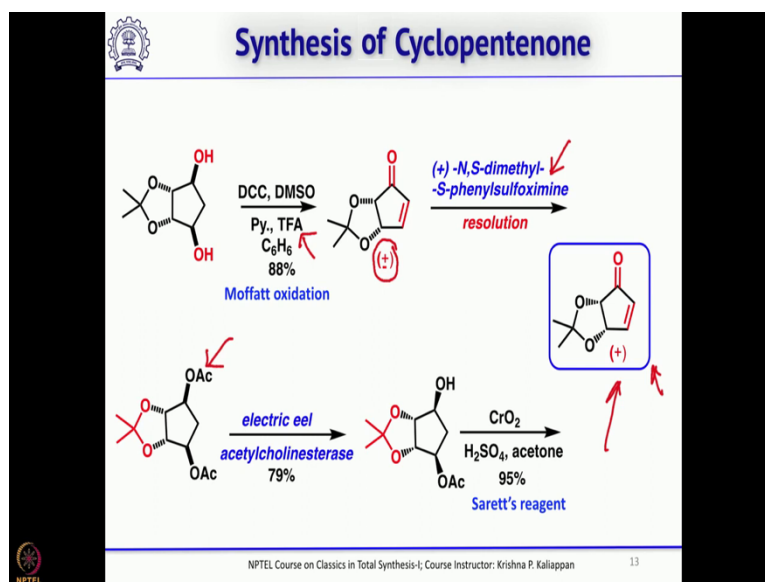 Synthesis of Cyclopentenone
OH
O
O
OH
DCC, DMSO
Py., TFA
C6H6
88%
Moffatt oxidation
O
O
O
(±)
(+) -N,S-dimethyl-
-S-phenylsulfoximine
resolution
O
O
O
(+)
OAc
O
O
OAc
electric eel
acetylcholinesterase
79%
OH
O
O
OAc
CrO2
H2SO4, acetone
95%
Sarett's reagent
NPTEL
NPTEL Course on Classics in Total Synthesis-I; Course Instructor: Krishna P. Kaliappan
13